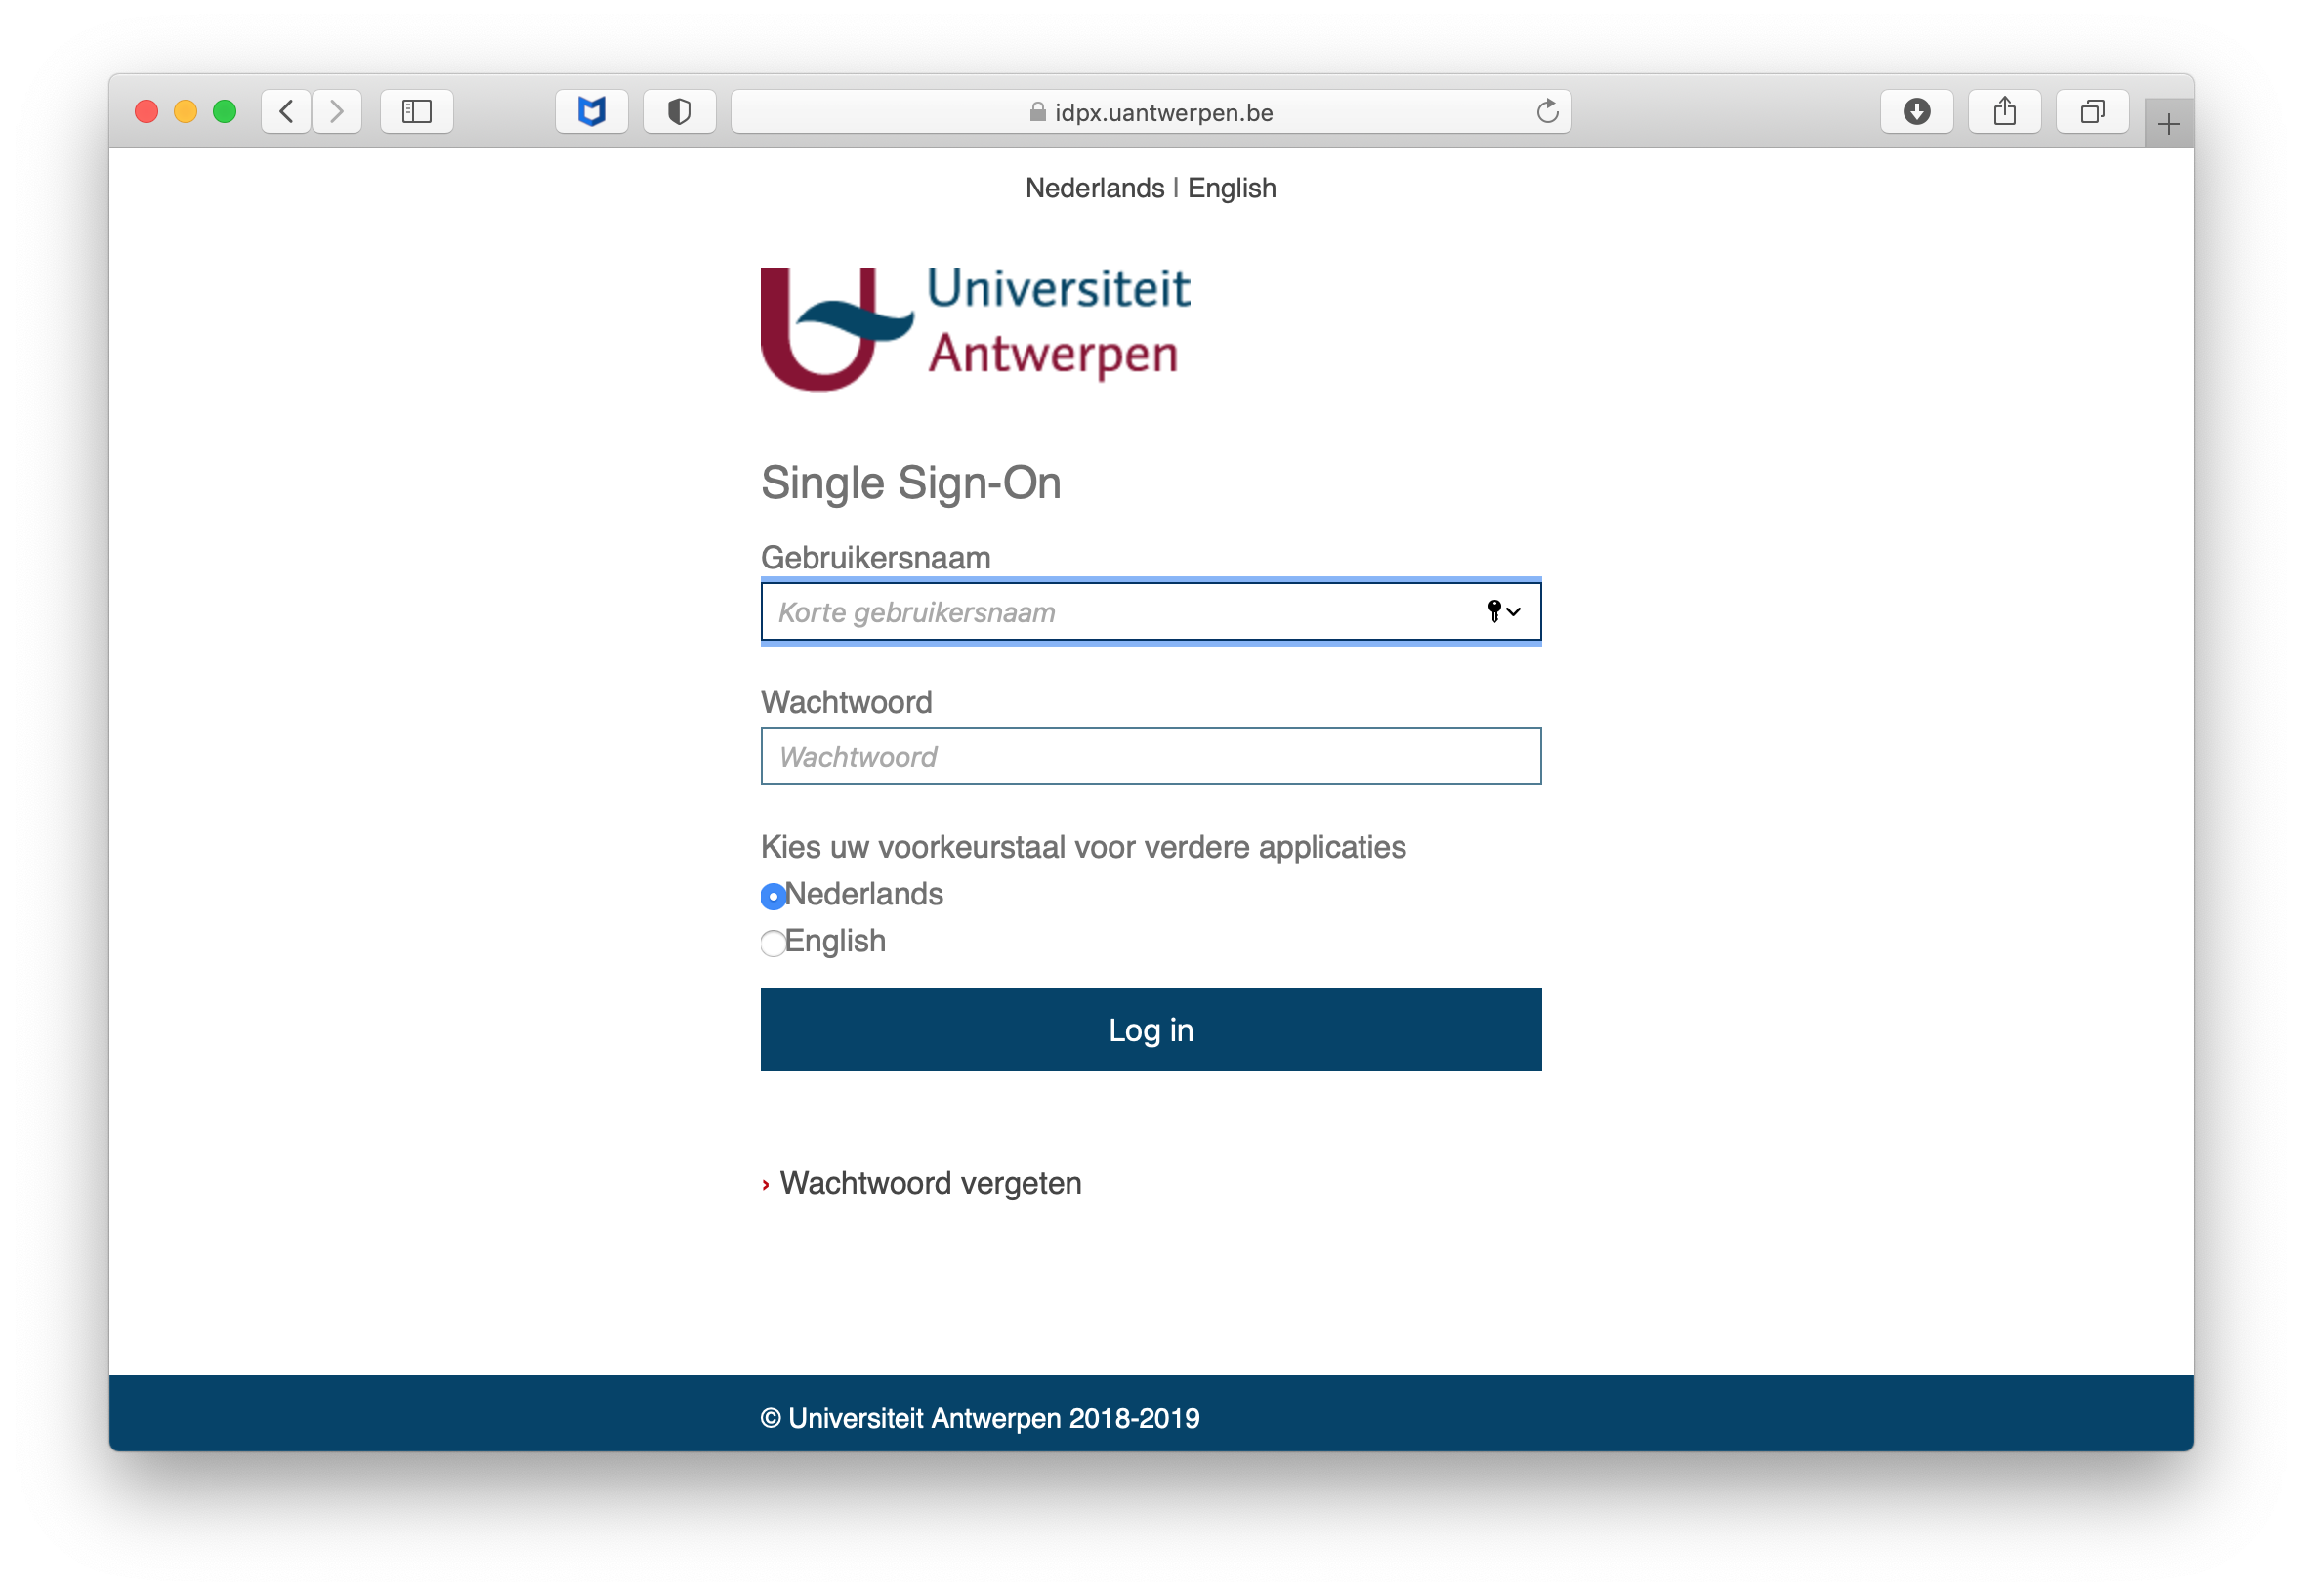 idpx.uantwerpen.be
Nederlands | English
Universiteit
Antwerpen
Single Sign-On
Gebruikersnaam
Korte gebruikersnaam
Wachtwoord
Wachtwoord
Kies uw voorkeurstaal voor verdere applicaties
Nederlands
English
Log in
› Wachtwoord vergeten
© Universiteit Antwerpen 2018-2019